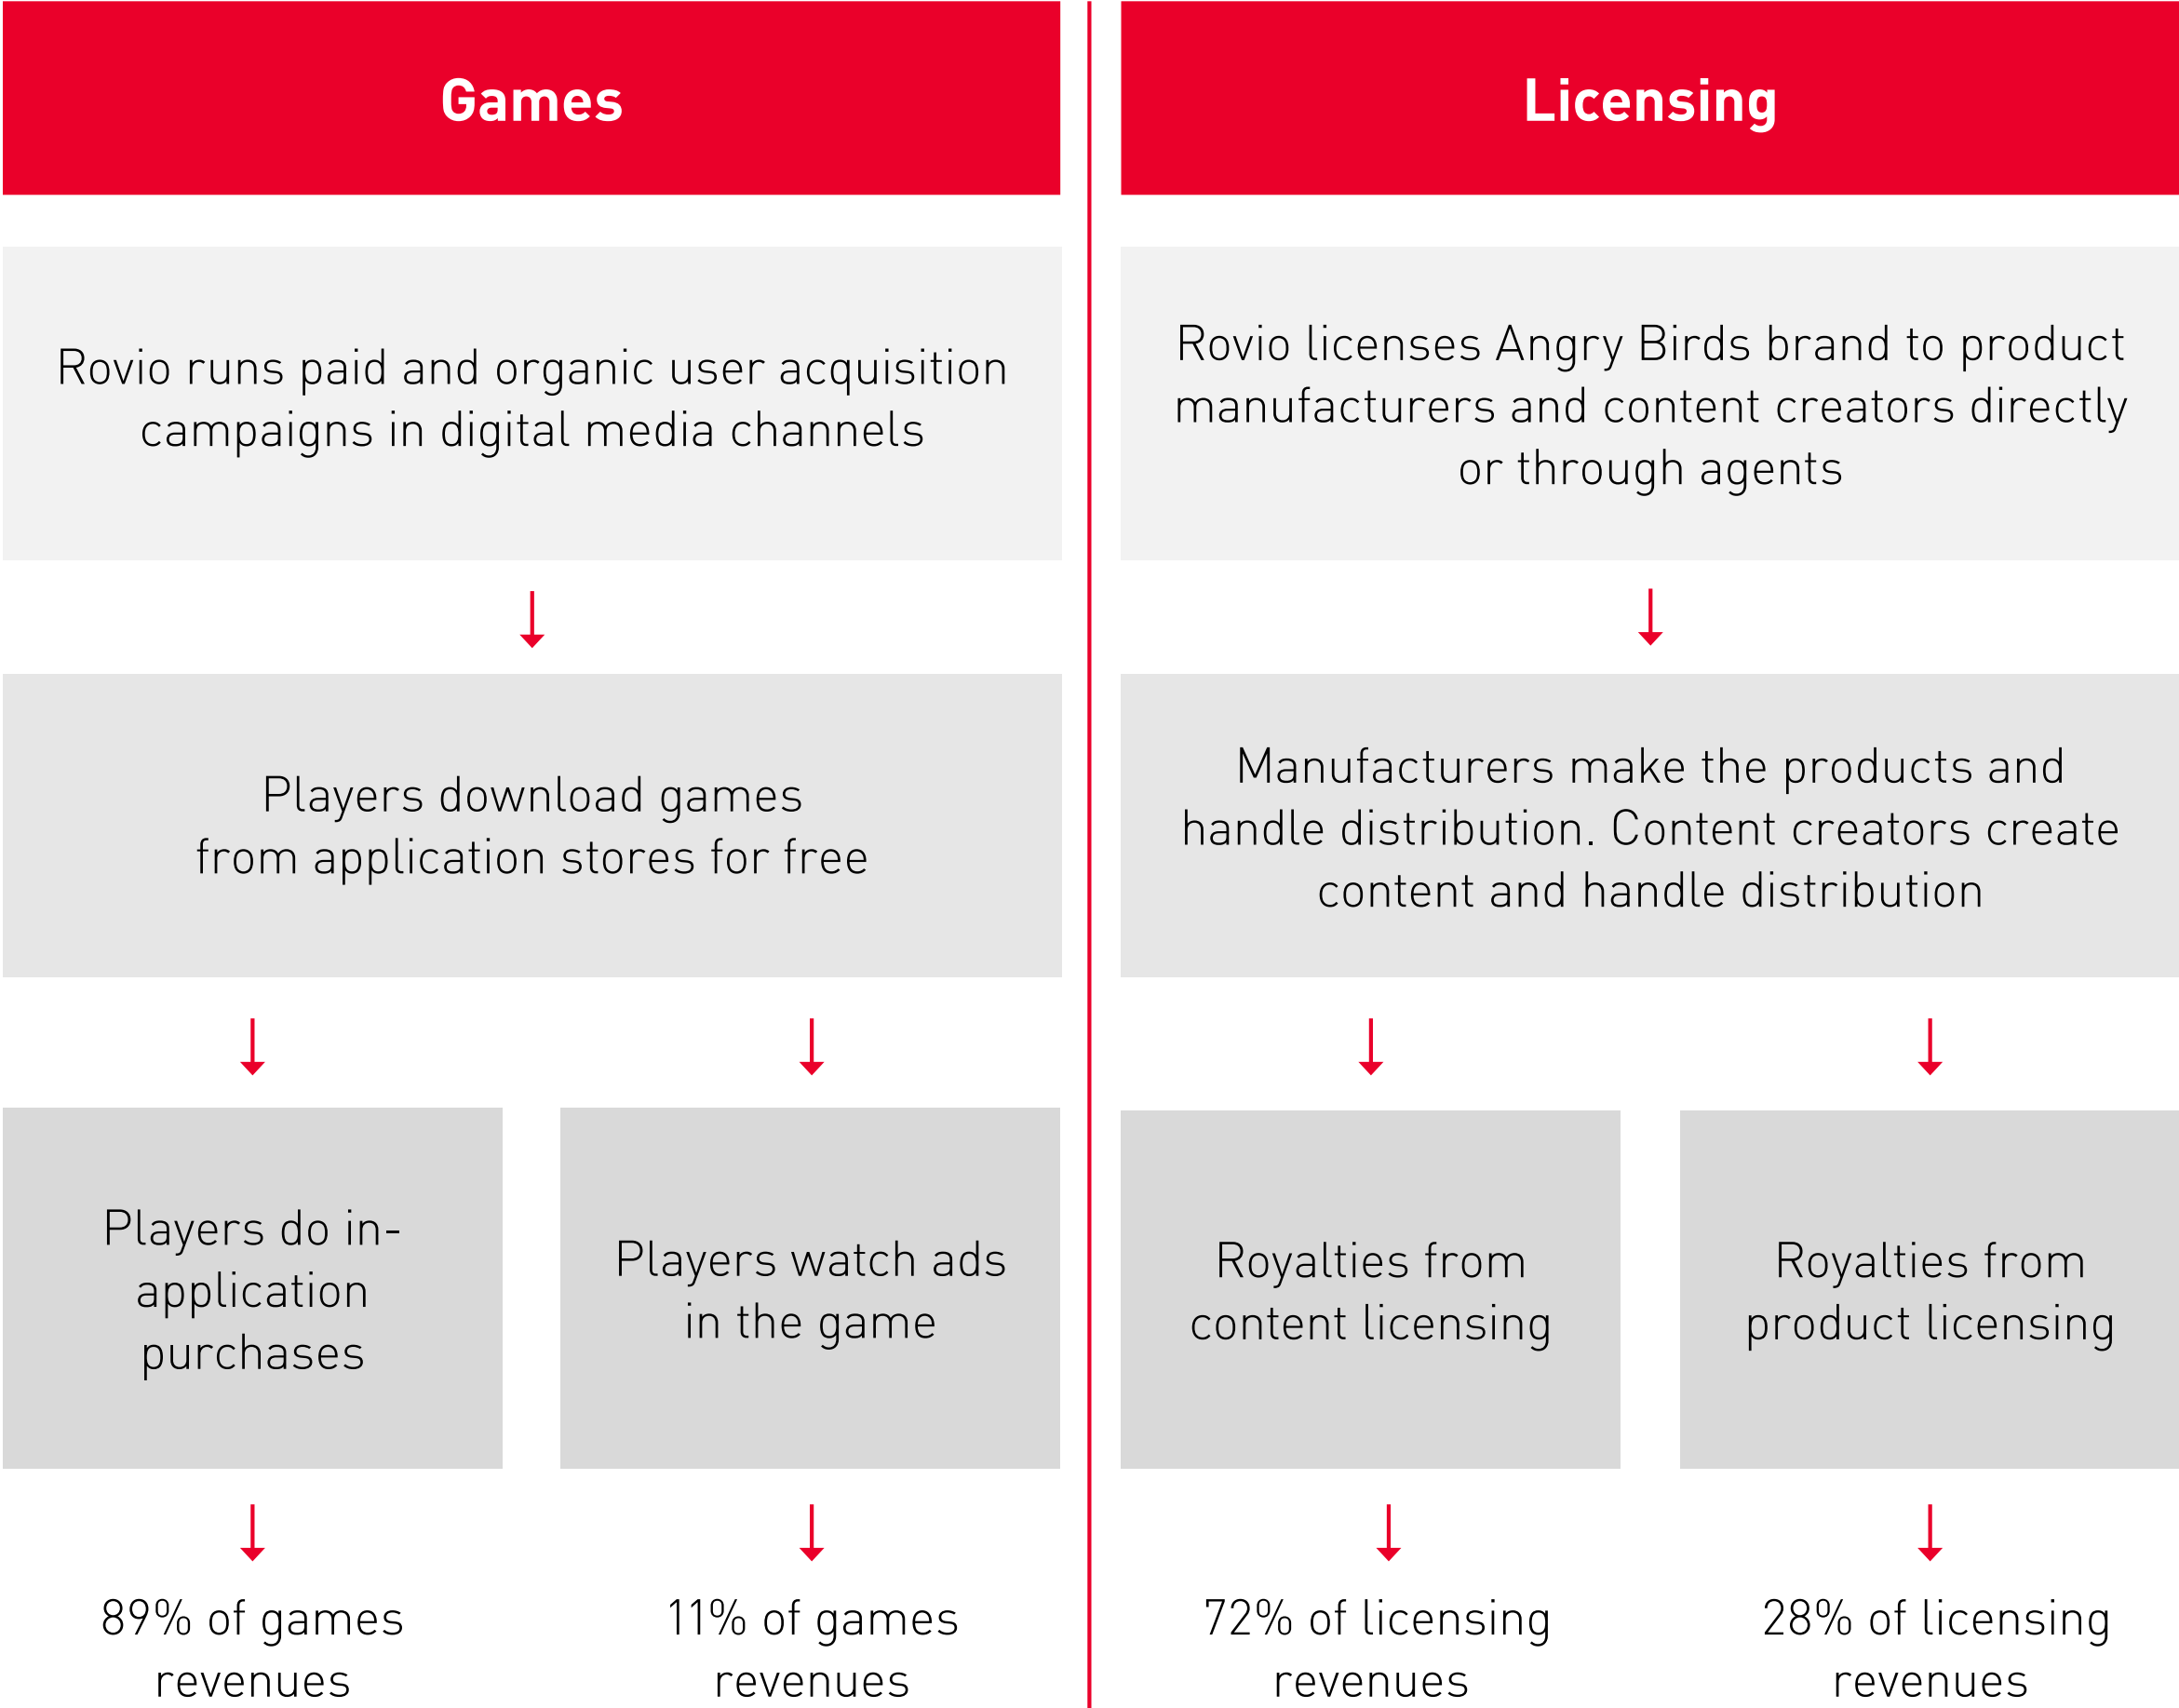 Games
Rovio runs paid and organic user acquisition
campaigns in digital media channels
Players download games
from application stores for free
Players do in-
application
purchases
Players watch ads
in the game
89% of games
revenues
11% of games
revenues
Licensing
Rovio licenses Angry Birds brand to product
manufacturers and content creators directly
or through agents
Manufacturers make the products and
handle distribution. Content creators create
content and handle distribution
Royalties from
content licensing
Royalties from
product licensing
72% of licensing
revenues
28% of licensing
revenues